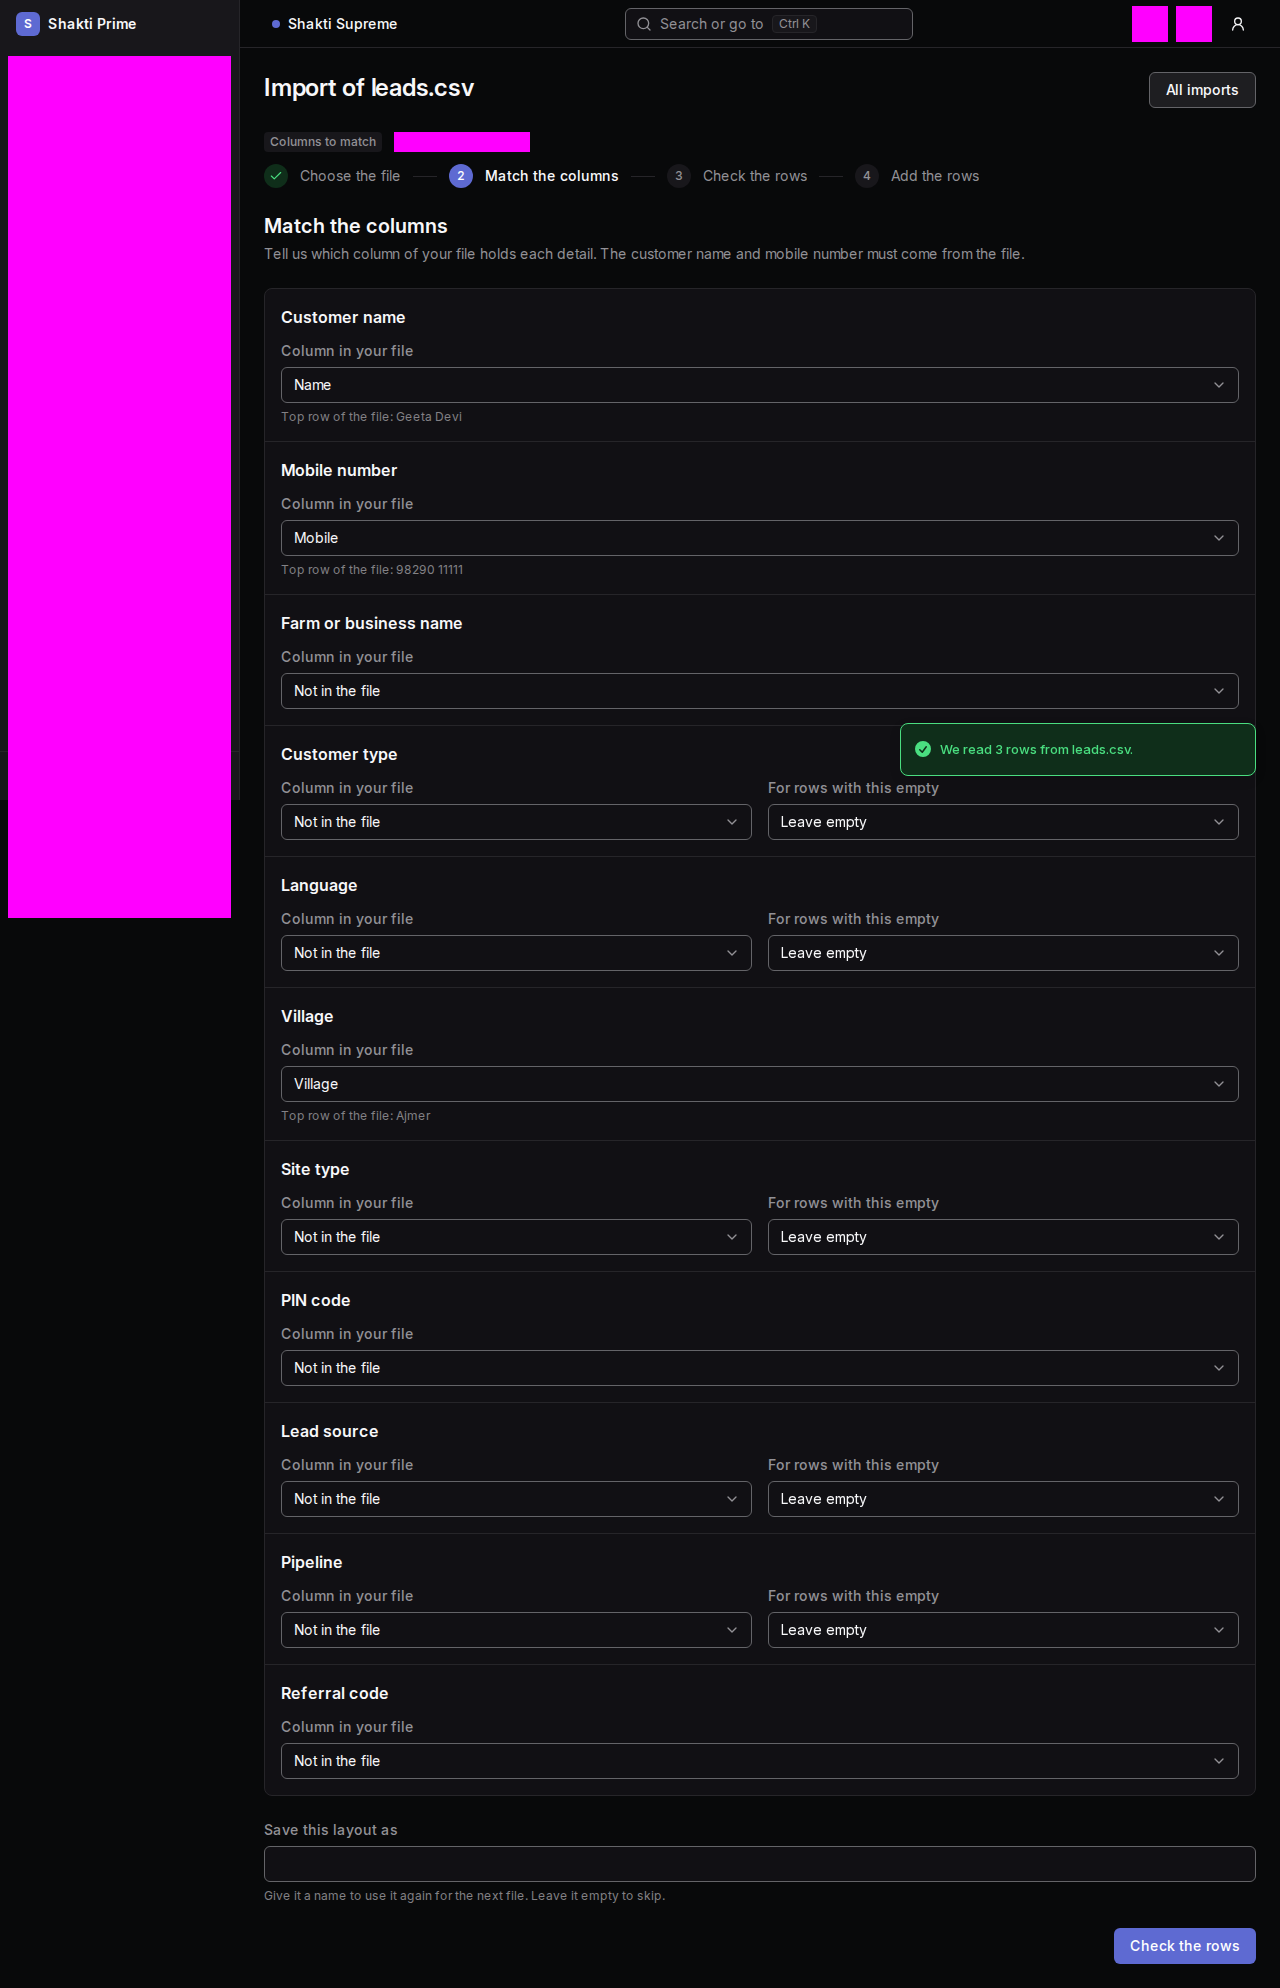 S Shakti Prime
Shakti Supreme
Search or go to Ctrl K
Import of leads.csv
All imports
Columns to match
Choose the file
2 Match the columns
3 Check the rows
4 Add the rows
Match the columns
Tell us which column of your file holds each detail. The customer name and mobile number must come from the file.
Customer name
Column in your file
Name
Top row of the file: Geeta Devi
Mobile number
Column in your file
Mobile
Top row of the file: 98290 11111
Farm or business name
Column in your file
Not in the file
We read 3 rows from leads.csv.
Customer type
Column in your file
For rows with this empty
Not in the file
Leave empty
Language
Column in your file
For rows with this empty
Not in the file
Leave empty
Village
Column in your file
Village
Top row of the file: Ajmer
Site type
Column in your file
For rows with this empty
Not in the file
Leave empty
PIN code
Column in your file
Not in the file
Lead source
Column in your file
For rows with this empty
Not in the file
Leave empty
Pipeline
Column in your file
For rows with this empty
Not in the file
Leave empty
Referral code
Column in your file
Not in the file
Save this layout as
Give it a name to use it again for the next file. Leave it empty to skip.
Check the rows